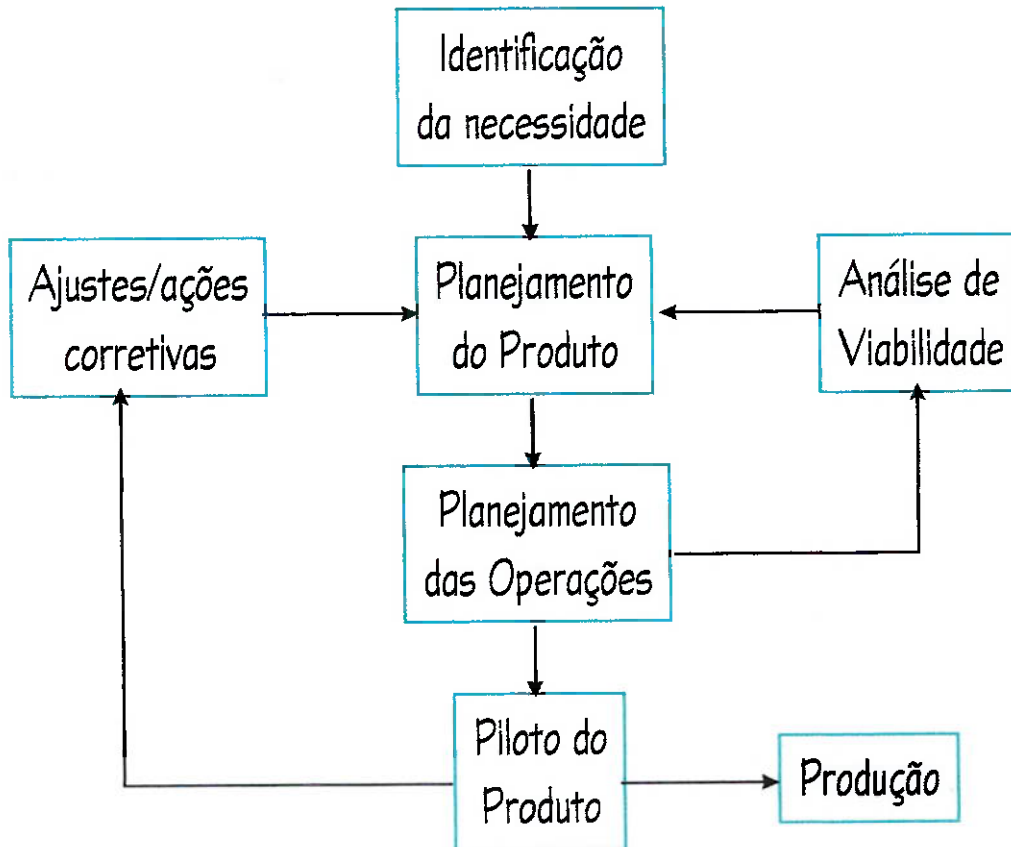 Identificação
da necessidade
Ajustes/ações
corretivas
Planejamento
do Produto
Análise de
Viabilidade
Planejamento
das Operações
Piloto do
Produto
Produção